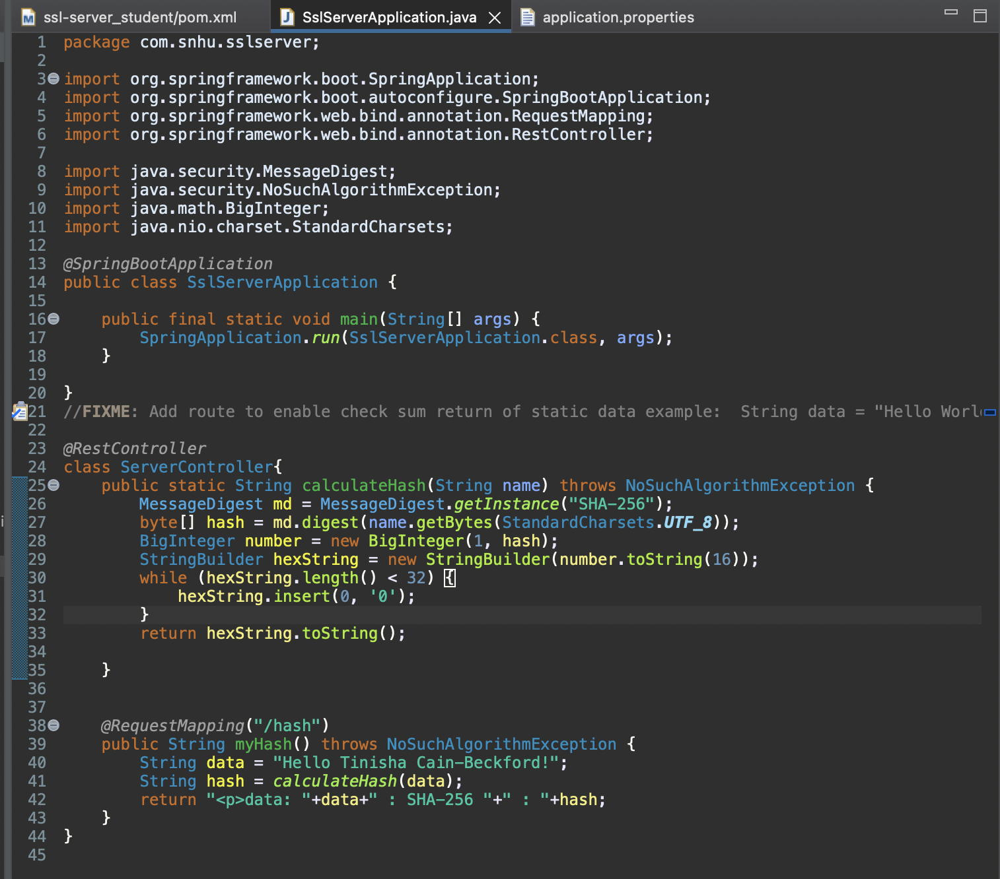 ssl-server_student/pom.xml
SslServerApplication.java
application.properties
1 package com.snhu.sslserver;
2
3 import org.springframework.boot.SpringApplication;
4 import org.springframework.boot.autoconfigure.SpringBootApplication;
5 import org.springframework.web.bind.annotation.RequestMapping;
6 import org.springframework.web.bind.annotation.RestController;
7
8 import java.security.MessageDigest;
9 import java.security.NoSuchAlgorithmException;
10 import java.math.BigInteger;
11 import java.nio.charset.StandardCharsets;
12
13 @SpringBootApplication
14 public class SslServerApplication {
15
16     public final static void main(String[] args) {
17         SpringApplication.run(SslServerApplication.class, args);
18     }
19
20 }
21 //FIXME: Add route to enable check sum return of static data example:  String data = "Hello Worl
22
23 @RestController
24 class ServerController{
25     public static String calculateHash(String name) throws NoSuchAlgorithmException {
26         MessageDigest md = MessageDigest.getInstance("SHA-256");
27         byte[] hash = md.digest(name.getBytes(StandardCharsets.UTF_8));
28         BigInteger number = new BigInteger(1, hash);
29         StringBuilder hexString = new StringBuilder(number.toString(16));
30         while (hexString.length() < 32) {
31             hexString.insert(0, '0');
32         }
33         return hexString.toString();
34
35     }
36
37
38     @RequestMapping("/hash")
39     public String myHash() throws NoSuchAlgorithmException {
40         String data = "Hello Tinisha Cain-Beckford!";
41         String hash = calculateHash(data);
42         return "<p>data: "+data+" : SHA-256 "+" : "+hash;
43     }
44 }
45